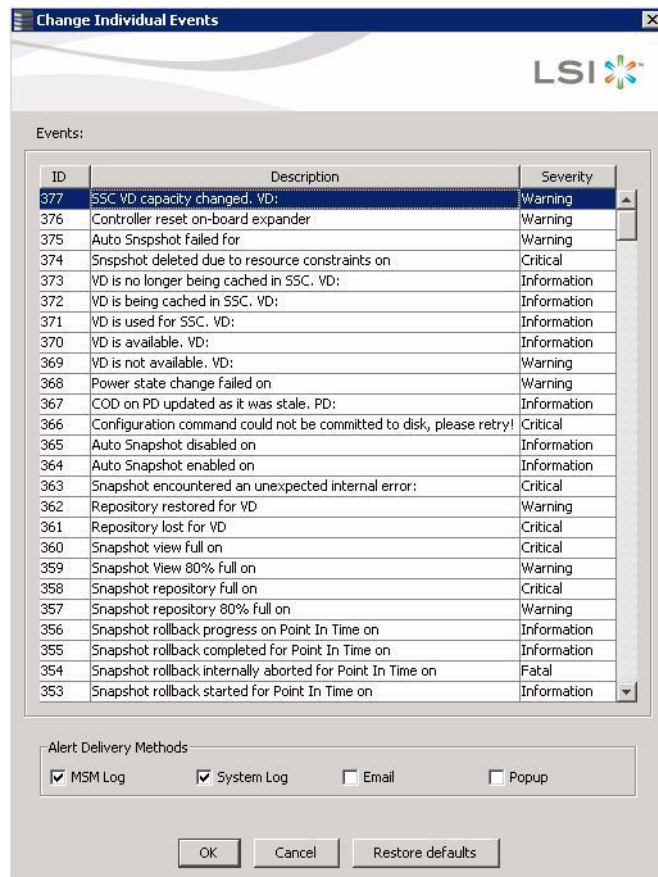 Change Individual Events
LSI
Events:
ID Description Severity
377 SSC VD capacity changed. VD: Warning
376 Controller reset on-board expander Warning
375 Auto Snspshot failed for Warning
374 Snspshot deleted due to resource constraints on Critical
373 VD is no longer being cached in SSC. VD: Information
372 VD is being cached in SSC. VD: Information
371 VD is used for SSC. VD: Information
370 VD is available. VD: Information
369 VD is not available. VD: Warning
368 Power state change failed on Warning
367 COD on PD updated as it was stale. PD: Information
366 Configuration command could not be committed to disk, please retry! Critical
365 Auto Snapshot disabled on Information
364 Auto Snapshot enabled on Information
363 Snapshot encountered an unexpected internal error: Critical
362 Repository restored for VD Warning
361 Repository lost for VD Critical
360 Snapshot view full on Critical
359 Snapshot View 80% full on Warning
358 Snapshot repository full on Critical
357 Snapshot repository 80% full on Warning
356 Snapshot rollback progress on Point In Time on Information
355 Snapshot rollback completed for Point In Time on Information
354 Snapshot rollback internally aborted for Point In Time on Fatal
353 Snapshot rollback started for Point In Time on Information
Alert Delivery Methods
MSM Log System Log Email Popup
OK Cancel Restore defaults